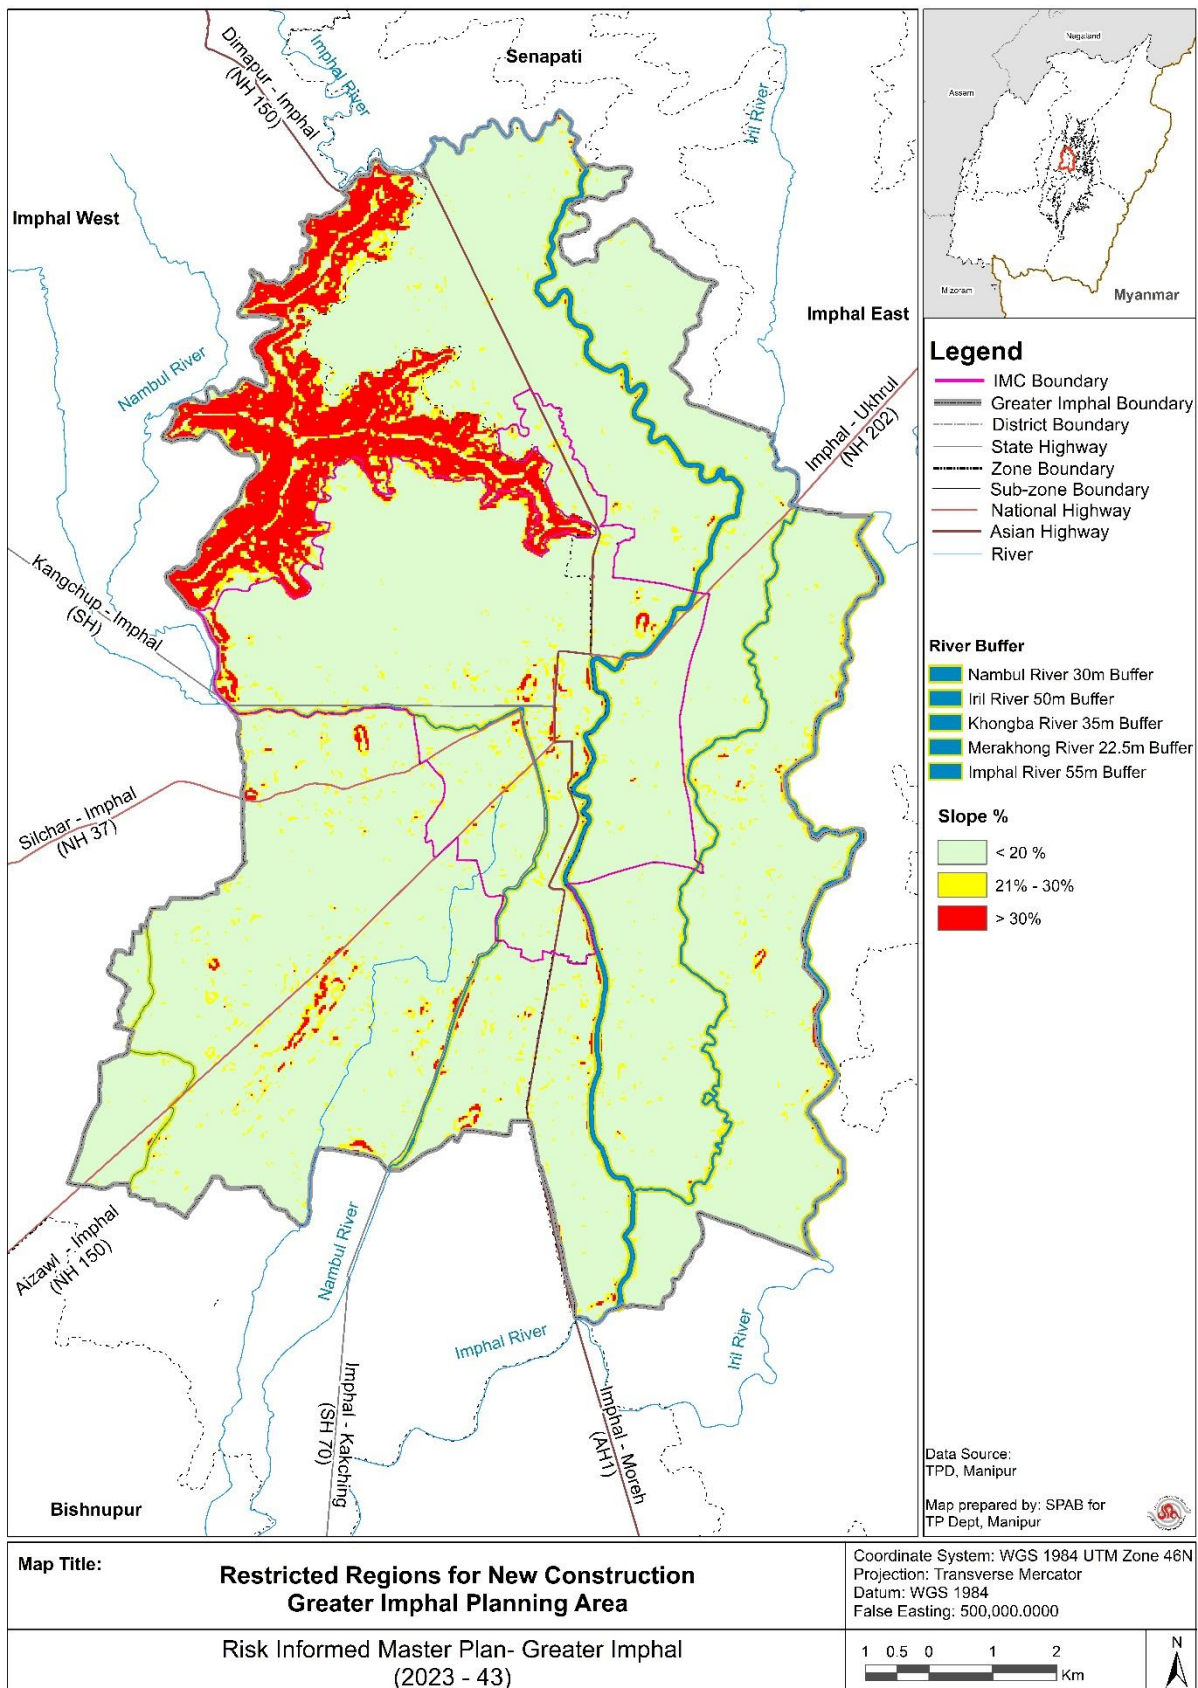 Senapati
Dimapur - Imphal
(NH 150)
Imphal River
Iril River
Imphal West
Imphal East
Nambul River
Imphal - Ukhrul
(NH 202)
Kangchup - Imphal
(SH)
Silchar - Imphal
(NH 37)
Aizawl - Imphal
(NH 150)
Nambul River
Imphal River
Iril River
Imphal - Kakching
(SH 70)
Imphal - Moreh
(AH1)
Bishnupur
Nagaland
Assam
Mizoram
Myanmar
Legend
IMC Boundary
Greater Imphal Boundary
District Boundary
State Highway
Zone Boundary
Sub-zone Boundary
National Highway
Asian Highway
River
River Buffer
Nambul River 30m Buffer
Iril River 50m Buffer
Khongba River 35m Buffer
Merakhong River 22.5m Buffer
Imphal River 55m Buffer
Slope %
< 20 %
21% - 30%
> 30%
Data Source:
TPD, Manipur
Map prepared by: SPAB for
TP Dept, Manipur
Map Title:
Restricted Regions for New Construction
Greater Imphal Planning Area
Risk Informed Master Plan- Greater Imphal
(2023 - 43)
Coordinate System: WGS 1984 UTM Zone 46N
Projection: Transverse Mercator
Datum: WGS 1984
False Easting: 500,000.0000
1 0.5 0 1 2
Km
N